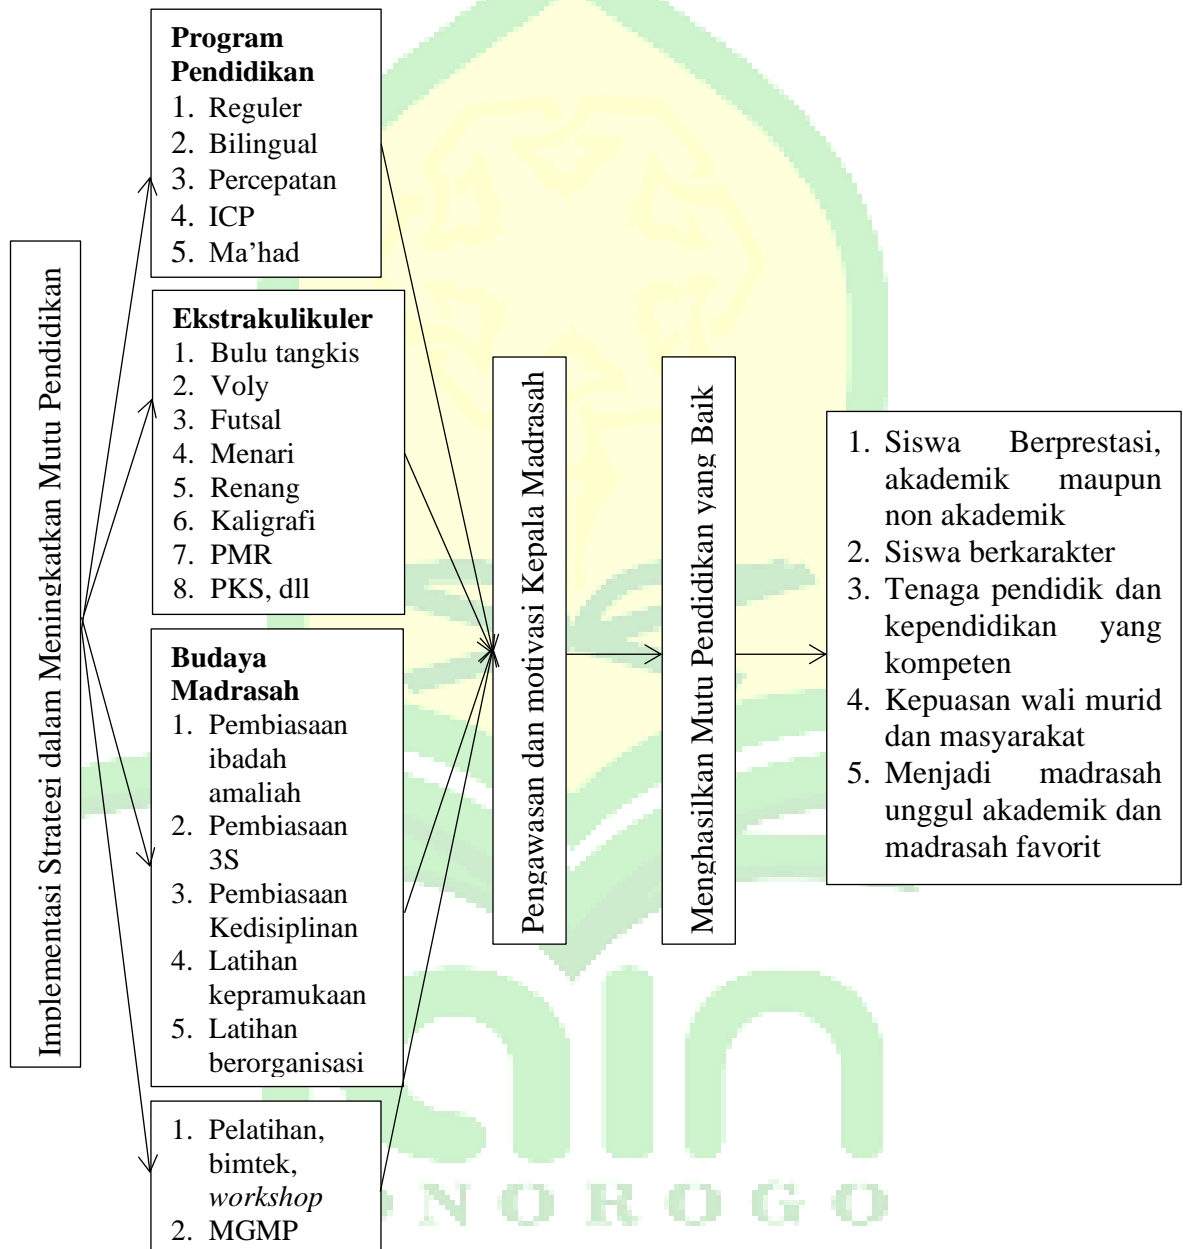 Implementasi Strategi dalam Meningkatkan Mutu Pendidikan
Program
Pendidikan
1. Reguler
2. Bilingual
3. Percepatan
4. ICP
5. Ma’had
Ekstrakulikuler
1. Bulu tangkis
2. Voly
3. Futsal
4. Menari
5. Renang
6. Kaligrafi
7. PMR
8. PKS, dll
Budaya
Madrasah
1. Pembiasaan
ibadah
amaliah
2. Pembiasaan
3S
3. Pembiasaan
Kedisiplinan
4. Latihan
kepramukaan
5. Latihan
berorganisasi
1. Pelatihan,
bimtek,
workshop
2. MGMP
Pengawasan dan motivasi Kepala Madrasah
Menghasilkan Mutu Pendidikan yang Baik
1. Siswa Berprestasi,
akademik maupun
non akademik
2. Siswa berkarakter
3. Tenaga pendidik dan
kependidikan yang
kompeten
4. Kepuasan wali murid
dan masyarakat
5. Menjadi madrasah
unggul akademik dan
madrasah favorit
NOROGO